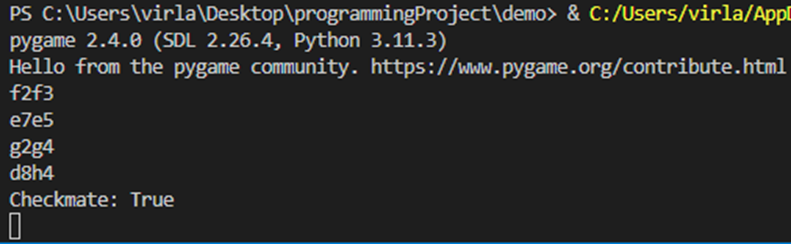 PS C:\Users\virla\Desktop\programmingProject\demo> & C:/Users/virla/AppD
pygame 2.4.0 (SDL 2.26.4, Python 3.11.3)
Hello from the pygame community. https://www.pygame.org/contribute.html
f2f3
e7e5
g2g4
d8h4
Checkmate: True